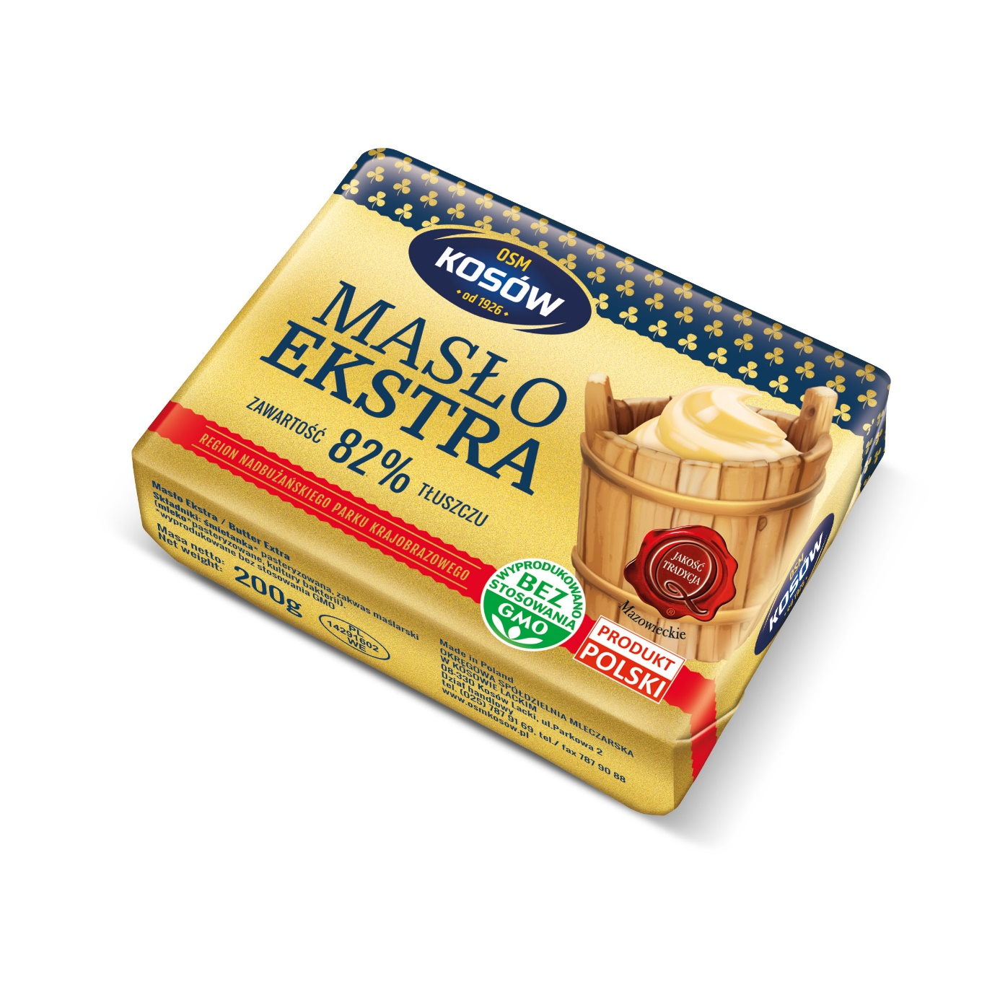 OSM
KOSÓW
od 1926
MASŁO
EKSTRA
ZAWARTOŚĆ 82% TŁUSZCZU
REGION NADBUŻAŃSKIEGO PARKU KRAJOBRAZOWEGO
WYPRODUKOWANO
BEZ
STOSOWANIA
GMO
JAKOŚĆ
TRADYCJA
®
Mazowieckie
PRODUKT
POLSKI
OSM
KOSÓW
Masło Ekstra / Butter Extra
Składniki: śmietanka* pasteryzowana, zakwas maślarski
(mleko* pasteryzowane, kultury bakterii).
*wyprodukowane bez stosowania GMO
Masa netto:
Net weight: 200g
PL
14291602
WE
Made in Poland
OKRĘGOWA SPÓŁDZIELNIA MLECZARSKA
W KOSOWIE LACKIM
08-330 Kosów Lacki, ul.Parkowa 2
Dział handlowy
tel. (025) 787 91 69, tel./ fax 787 90 88
www.osmkosow.pl